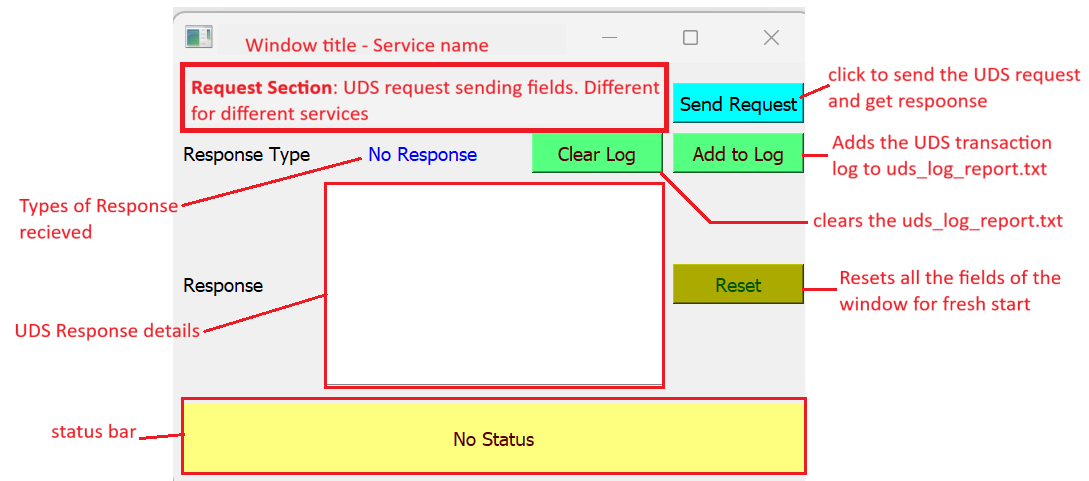 Window title - Service name
Request Section: UDS request sending fields. Different
for different services
Send Request
click to send the UDS request
and get respoonse
Response Type
No Response
Clear Log
Add to Log
Adds the UDS transaction
log to uds_log_report.txt
Types of Response
recieved
clears the uds_log_report.txt
Response
Reset
Resets all the fields of the
window for fresh start
UDS Response details
status bar
No Status